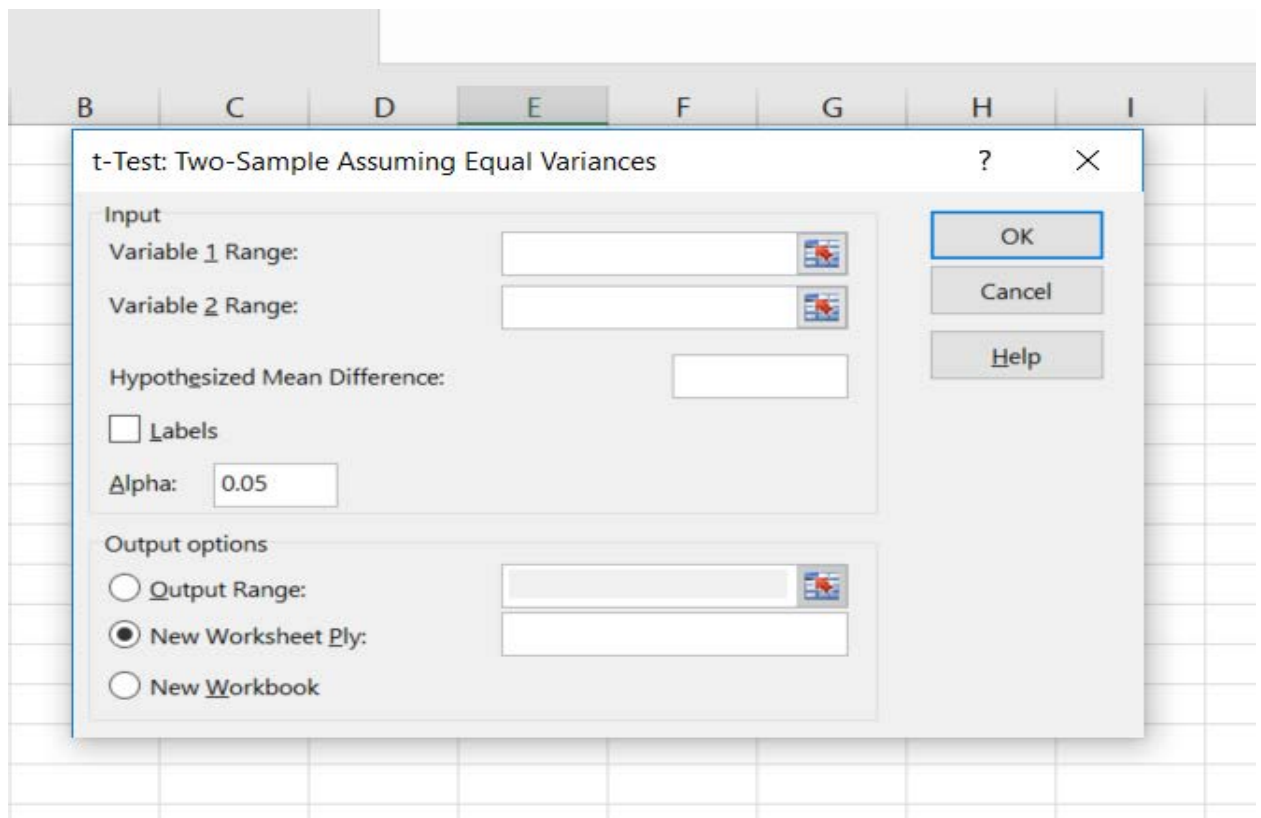 B C D E F G H I
t-Test: Two-Sample Assuming Equal Variances ? ✕
Input
Variable 1 Range:
OK
Variable 2 Range:
Cancel
Hypothesized Mean Difference:
Help
Labels
Alpha: 0.05
Output options
Output Range:
New Worksheet Ply:
New Workbook